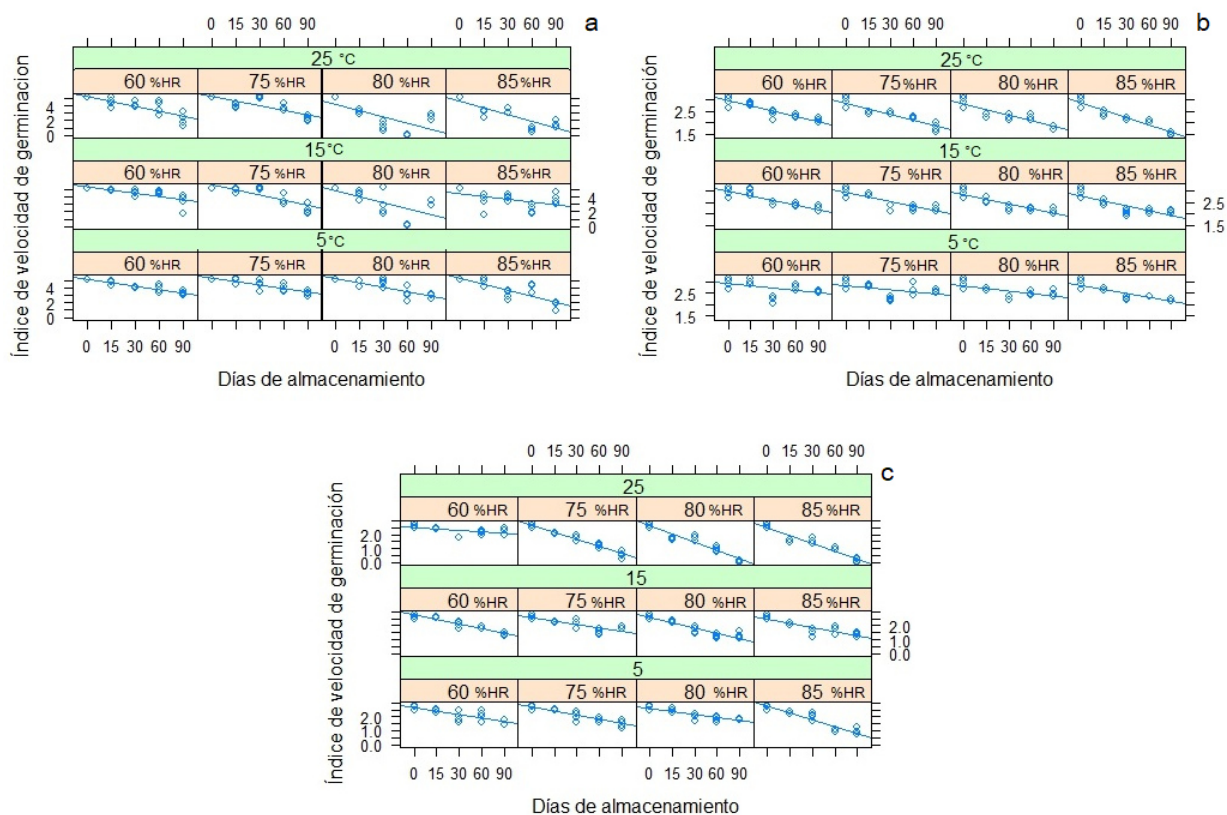 0 15 30 60 90
0 15 30 60 90
a
25 °C
60 %HR 75 %HR 80 %HR 85 %HR
4
2
0
15 °C
60 %HR 75 %HR 80 %HR 85 %HR
4
2
0
5 °C
60 %HR 75 %HR 80 %HR 85 %HR
4
2
0
0 15 30 60 90
0 15 30 60 90
Índice de velocidad de germinacion
Días de almacenamiento
0 15 30 60 90
0 15 30 60 90
b
25 °C
60 %HR 75 %HR 80 %HR 85 %HR
2.5
1.5
15 °C
60 %HR 75 %HR 80 %HR 85 %HR
2.5
1.5
5 °C
60 %HR 75 %HR 80 %HR 85 %HR
2.5
1.5
0 15 30 60 90
0 15 30 60 90
Índice de velocidad de germinación
Días de almacenamiento
0 15 30 60 90
0 15 30 60 90
c
25
60 %HR 75 %HR 80 %HR 85 %HR
2.0
1.0
0.0
15
60 %HR 75 %HR 80 %HR 85 %HR
2.0
1.0
0.0
5
60 %HR 75 %HR 80 %HR 85 %HR
2.0
0.0
0 15 30 60 90
0 15 30 60 90
Índice de velocidad de germinación
Días de almacenamiento